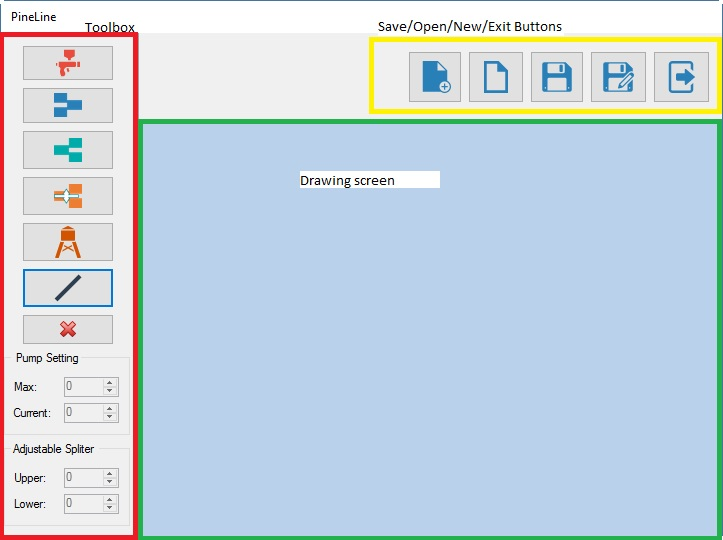 PineLine
Toolbox
Save/Open/New/Exit Buttons
Drawing screen
Pump Setting
Max: 0
Current: 0
Adjustable Spliter
Upper: 0
Lower: 0